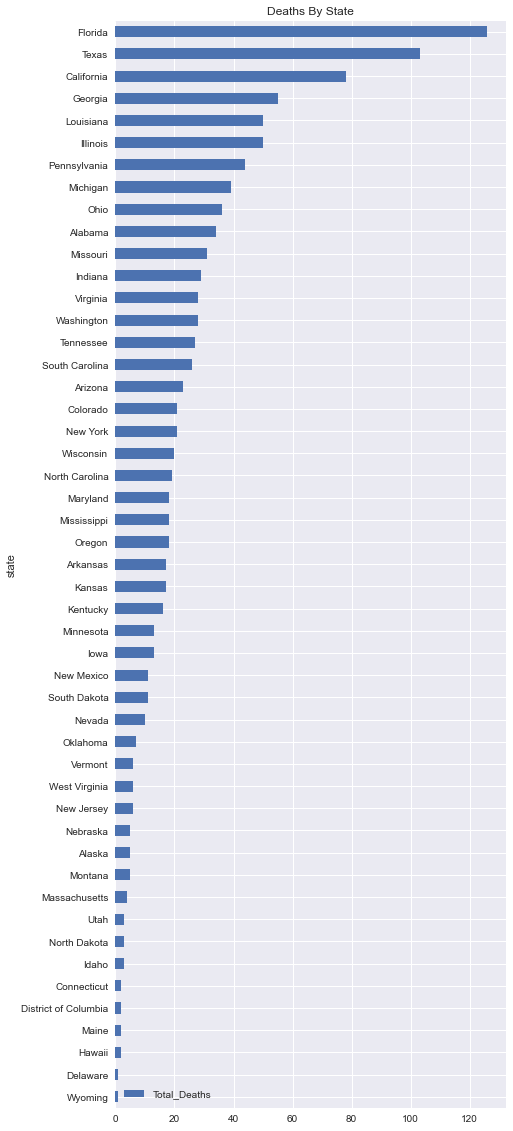 Deaths By State
Florida
Texas
California
Georgia
Louisiana
Illinois
Pennsylvania
Michigan
Ohio
Alabama
Missouri
Indiana
Virginia
Washington
Tennessee
South Carolina
Arizona
Colorado
New York
Wisconsin
North Carolina
Maryland
Mississippi
Oregon
Arkansas
state
Kansas
Kentucky
Minnesota
Iowa
New Mexico
South Dakota
Nevada
Oklahoma
Vermont
West Virginia
New Jersey
Nebraska
Alaska
Montana
Massachusetts
Utah
North Dakota
Idaho
Connecticut
District of Columbia
Maine
Hawaii
Delaware
Wyoming
Total_Deaths
0 20 40 60 80 100 120